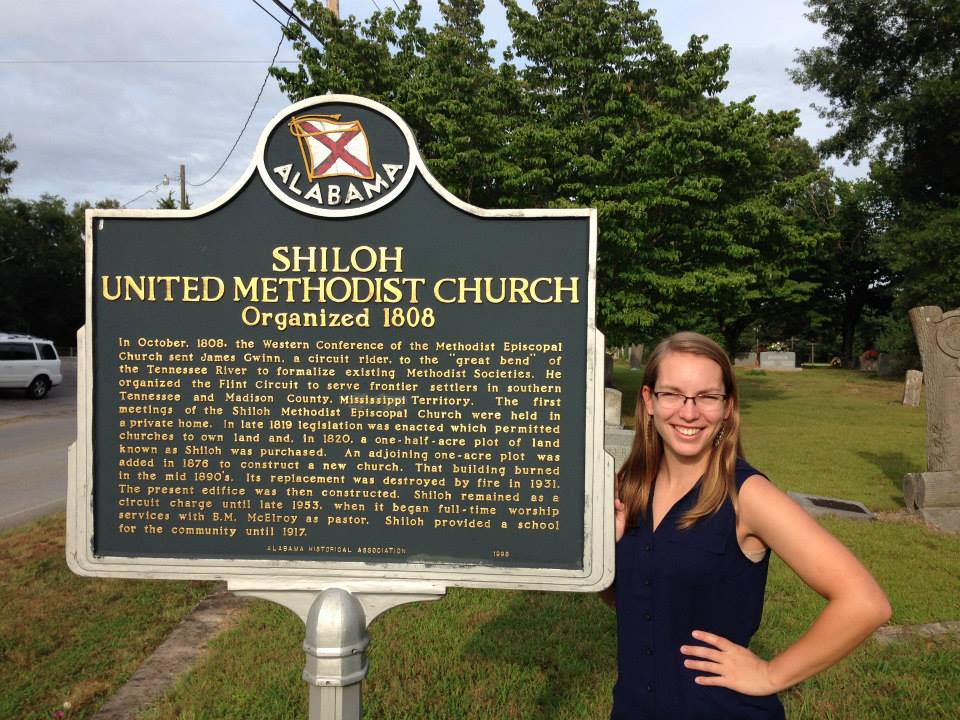 ALABAMA
SHILOH
UNITED METHODIST CHURCH
Organized 1808
In October, 1808, the Western Conference of the Methodist Episcopal
Church sent James Gwinn, a circuit rider, to the "great bend" of
the Tennessee River to formalize existing Methodist Societies. He
organized the Flint Circuit to serve frontier settlers in southern
Tennessee and Madison County, Mississippi Territory. The first
meetings of the Shiloh Methodist Episcopal Church were held in
a private home. In late 1819 legislation was enacted which permitted
churches to own land and, in 1820, a one-half-acre plot of land
known as Shiloh was purchased. An adjoining one-acre plot was
added in 1876 to construct a new church. That building burned
in the mid 1890's. Its replacement was destroyed by fire in 1931.
The present edifice was then constructed. Shiloh remained as a
circuit charge until late 1953, when it began full-time worship
services with B.M. McElroy as pastor. Shiloh provided a school
for the community until 1917.
ALABAMA HISTORICAL ASSOCIATION